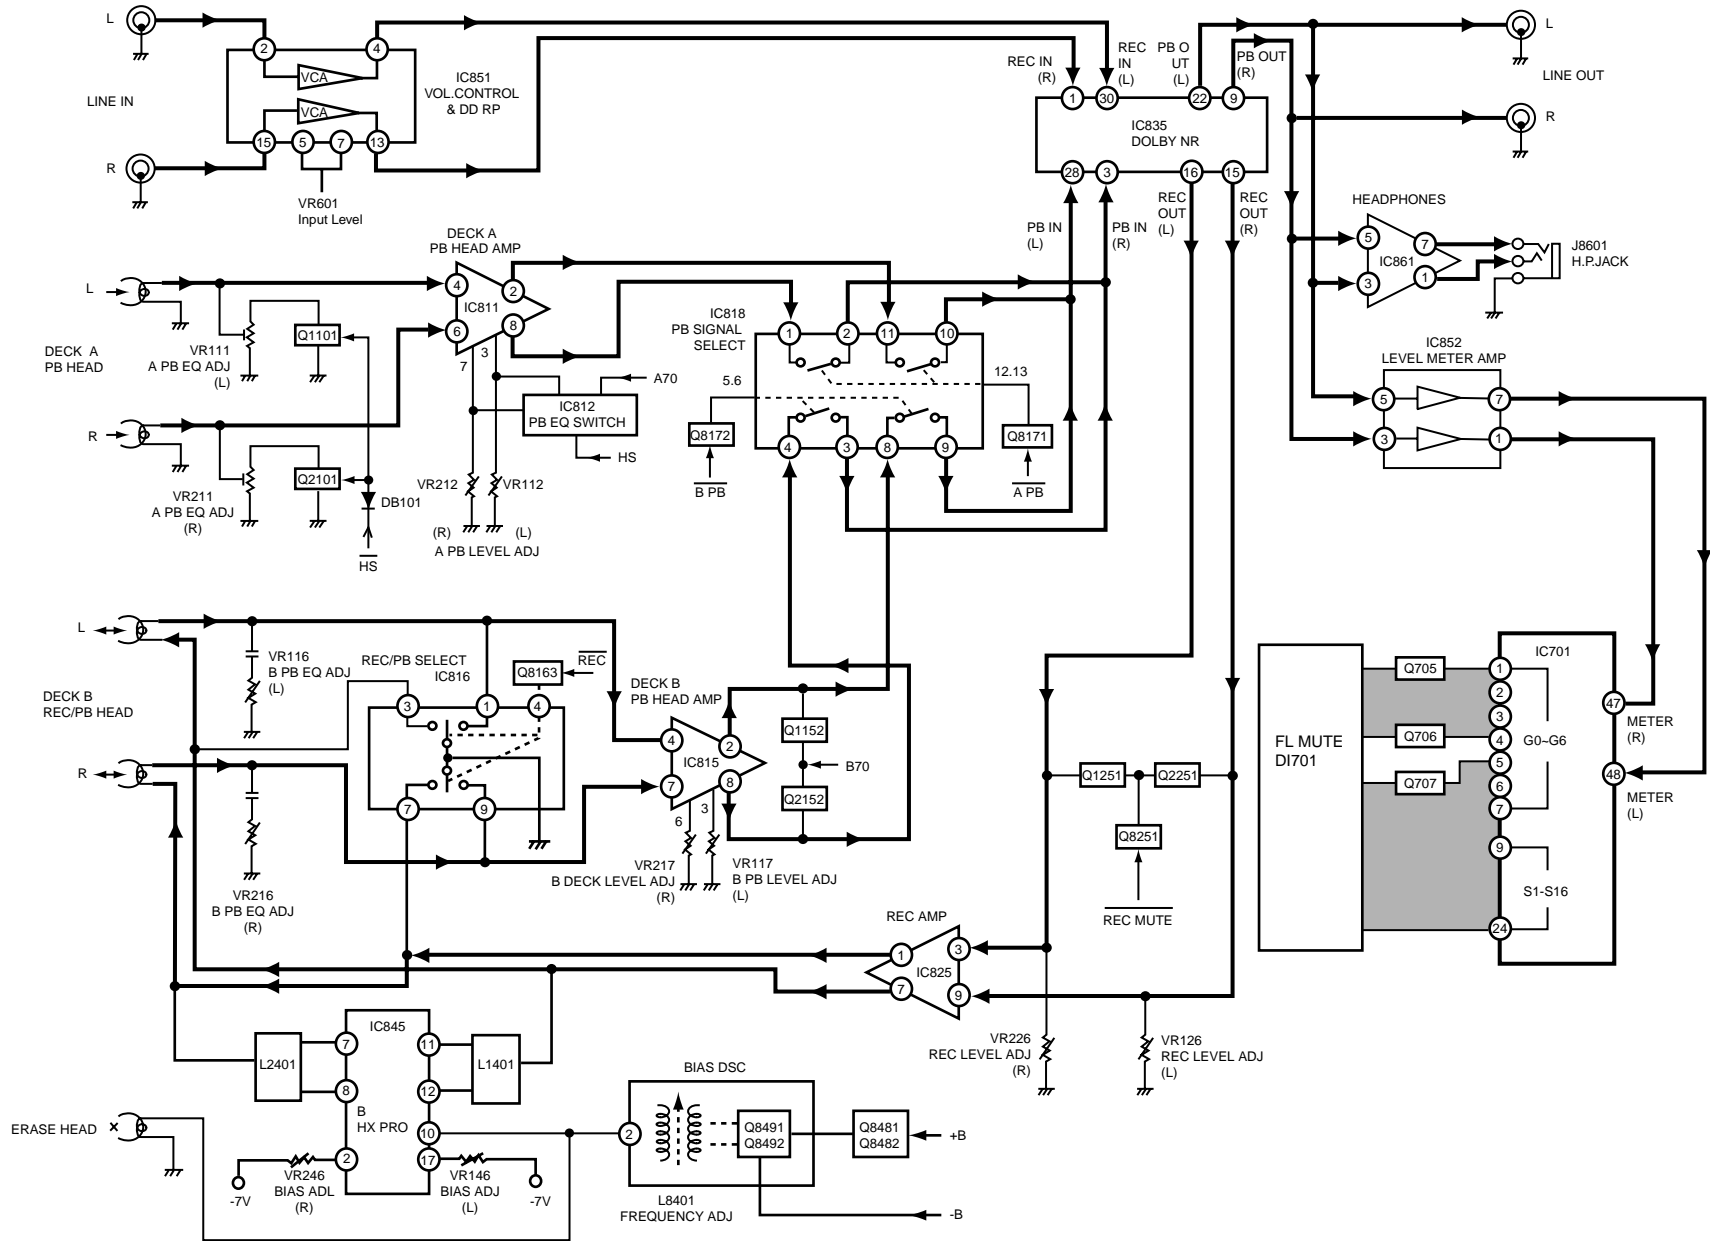 L
LINE IN
R
2
4
VCA
VCA
15
5
7
13
IC851
VOL.CONTROL
& DD RP
VR601
Input Level
REC IN
(R)
REC
IN
(L)
PB O
UT
(L)
PB OUT
(R)
1
30
22
9
IC835
DOLBY NR
28
3
16
15
PB IN
(L)
PB IN
(R)
REC
OUT
(L)
REC
OUT
(R)
L
LINE OUT
R
HEADPHONES
5
7
IC861
3
1
J8601
H.P.JACK
IC852
LEVEL METER AMP
5
7
3
1
DECK A
PB HEAD AMP
4
2
IC811
6
8
7
3
L
DECK A
PB HEAD
R
VR111
A PB EQ ADJ
(L)
Q1101
VR211
A PB EQ ADJ
(R)
Q2101
DB101
HS
A70
IC812
PB EQ SWITCH
HS
VR212
VR112
(R)
(L)
A PB LEVEL ADJ
IC818
PB SIGNAL
SELECT
1
2
11
10
5.6
12.13
4
3
8
9
Q8172
B PB
Q8171
A PB
L
DECK B
REC/PB HEAD
R
VR116
B PB EQ ADJ
(L)
VR216
B PB EQ ADJ
(R)
REC/PB SELECT
IC816
Q8163
REC
3
1
4
7
9
DECK B
PB HEAD AMP
4
2
IC815
7
8
6
3
Q1152
B70
Q2152
VR217
B DECK LEVEL ADJ
(R)
VR117
B PB LEVEL ADJ
(L)
Q1251
Q2251
Q8251
REC MUTE
REC AMP
1
3
IC825
7
9
VR226
REC LEVEL ADJ
(R)
VR126
REC LEVEL ADJ
(L)
FL MUTE
DI701
Q705
Q706
Q707
IC701
1
2
3
4
5
6
7
9
24
G0~G6
S1-S16
47
METER
(R)
48
METER
(L)
IC845
7
11
L2401
L1401
8
12
B
HX PRO
10
2
17
ERASE HEAD
-7V
VR246
BIAS ADL
(R)
VR146
BIAS ADJ
(L)
-7V
BIAS DSC
2
Q8491
Q8492
Q8481
Q8482
+B
L8401
FREQUENCY ADJ
-B